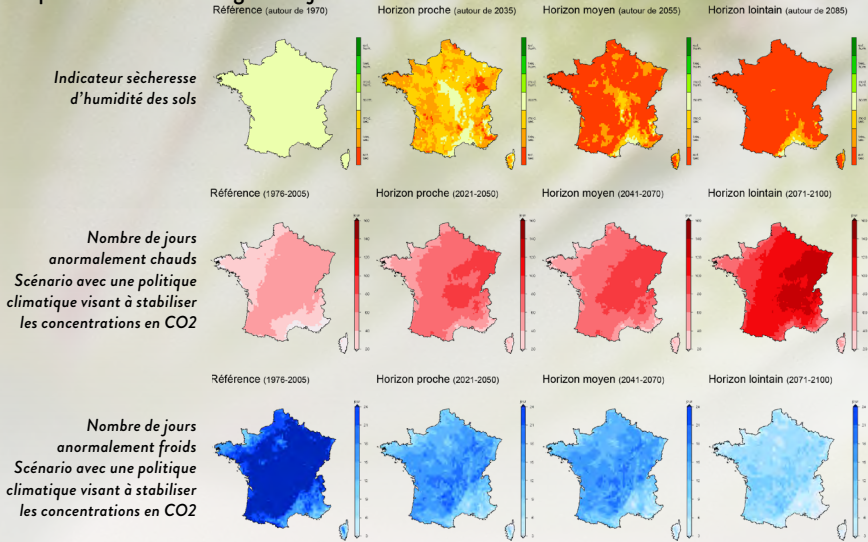 Référence (autour de 1970)
Horizon proche (autour de 2035)
Horizon moyen (autour de 2055)
Horizon lointain (autour de 2085)
Indicateur sècheresse
d’humidité des sols
Référence (1976-2005)
Horizon proche (2021-2050)
Horizon moyen (2041-2070)
Horizon lointain (2071-2100)
Nombre de jours
anormalement chauds
Scénario avec une politique
climatique visant à stabiliser
les concentrations en CO2
Référence (1976-2005)
Horizon proche (2021-2050)
Horizon moyen (2041-2070)
Horizon lointain (2071-2100)
Nombre de jours
anormalement froids
Scénario avec une politique
climatique visant à stabiliser
les concentrations en CO2